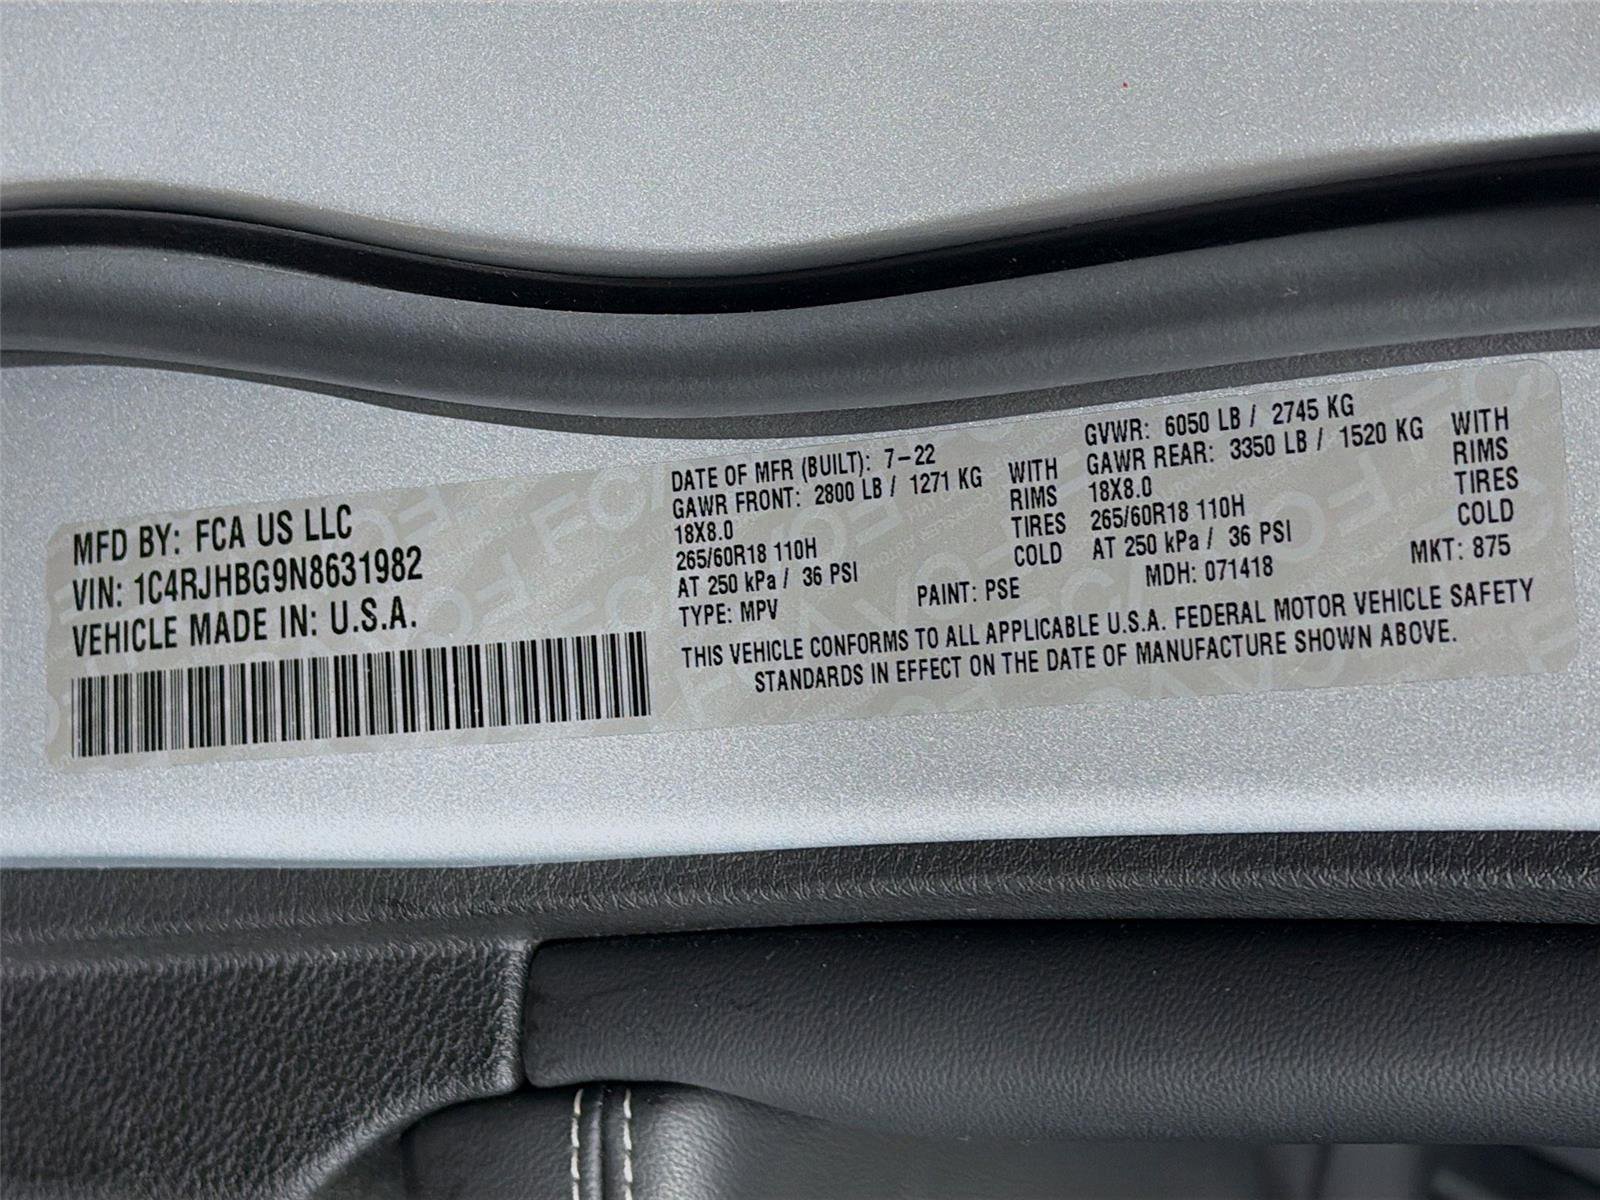 MFD BY: FCA US LLC
VIN: 1C4RJHBG9N8631982
VEHICLE MADE IN: U.S.A.
DATE OF MFR (BUILT): 7-22
GAWR FRONT: 2800 LB / 1271 KG WITH
18X8.0 RIMS
265/60R18 110H TIRES
AT 250 kPa / 36 PSI COLD
TYPE: MPV PAINT: PSE
GVWR: 6050 LB / 2745 KG
GAWR REAR: 3350 LB / 1520 KG WITH
18X8.0 RIMS
265/60R18 110H TIRES
AT 250 kPa / 36 PSI COLD
MDH: 071418 MKT: 875
THIS VEHICLE CONFORMS TO ALL APPLICABLE U.S.A. FEDERAL MOTOR VEHICLE SAFETY
STANDARDS IN EFFECT ON THE DATE OF MANUFACTURE SHOWN ABOVE.